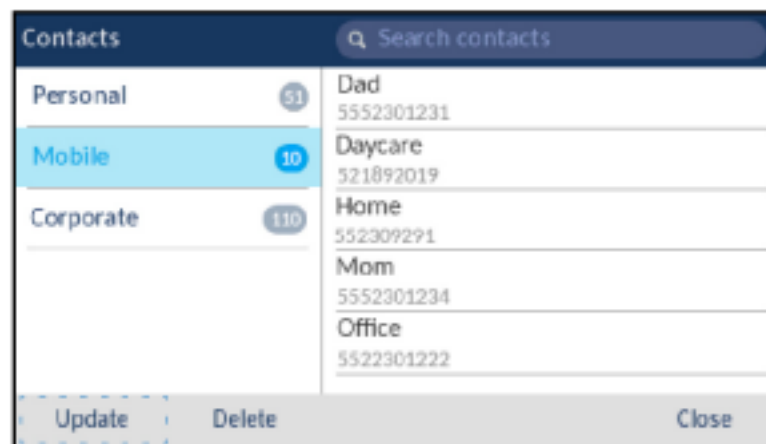 Contacts
Search contacts
Personal 51
Mobile 10
Corporate 110
Dad
5552301231
Daycare
521892019
Home
552309291
Mom
5552301234
Office
5522301222
Update Delete Close